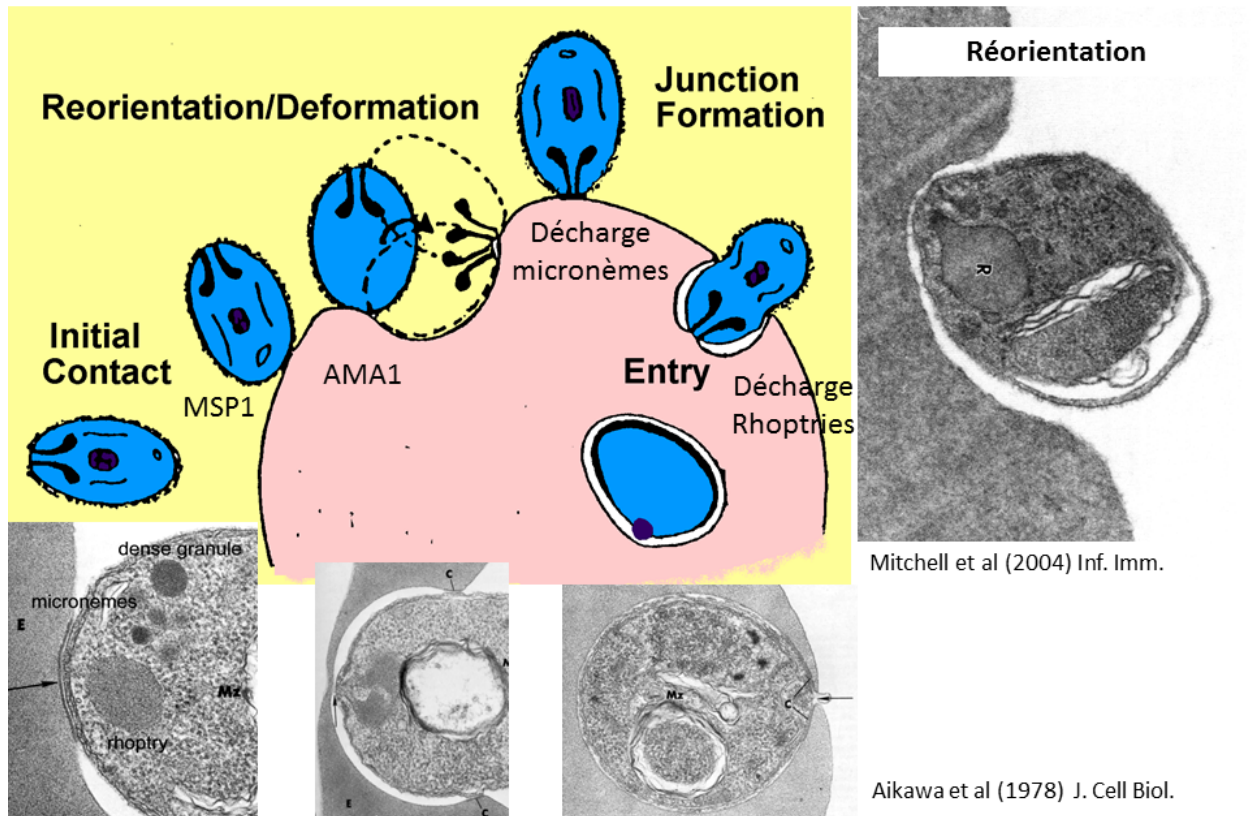 Reorientation/Deformation
Junction
Formation
Réorientation
Décharge
micronèmes
Initial
Contact
MSP1
AMA1
Entry
Décharge
Rhoptries
R
Mitchell et al (2004) Inf. Imm.
dense granule
micronemes
E
Mz
rhoptry
C
E
C
Mz
C
Aikawa et al (1978) J. Cell Biol.